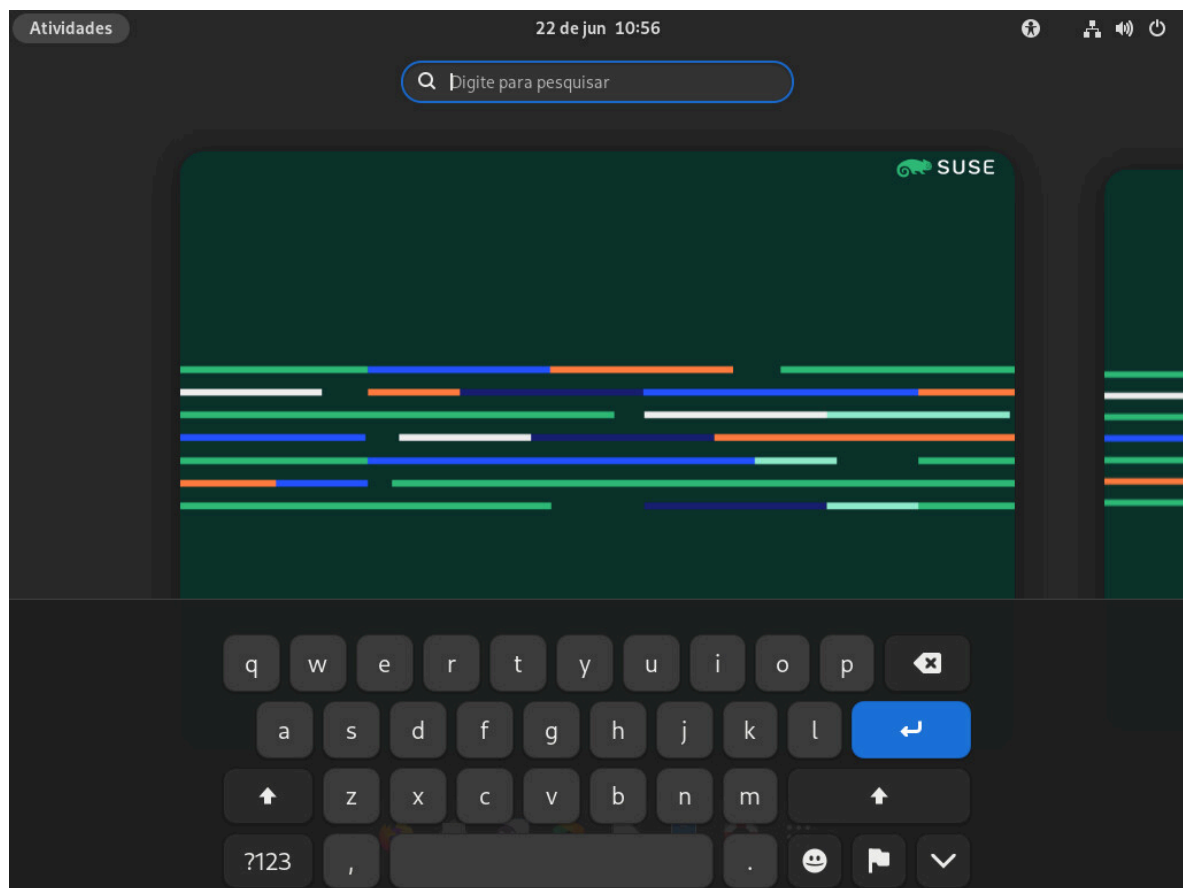 Atividades
22 de jun 10:56
Digite para pesquisar
SUSE
q w e r t y u i o p
a s d f g h j k l
z x c v b n m
?123 , .